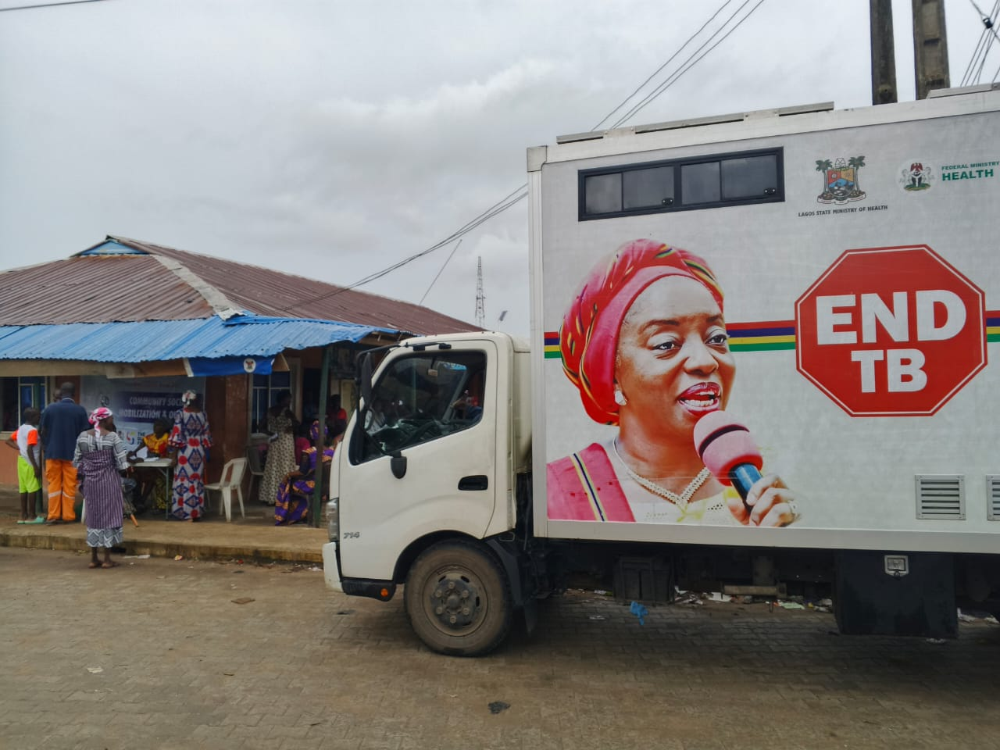 LAGOS STATE MINISTRY OF HEALTH
FEDERAL MINISTRY
HEALTH
END
TB
COMMUNITY
714